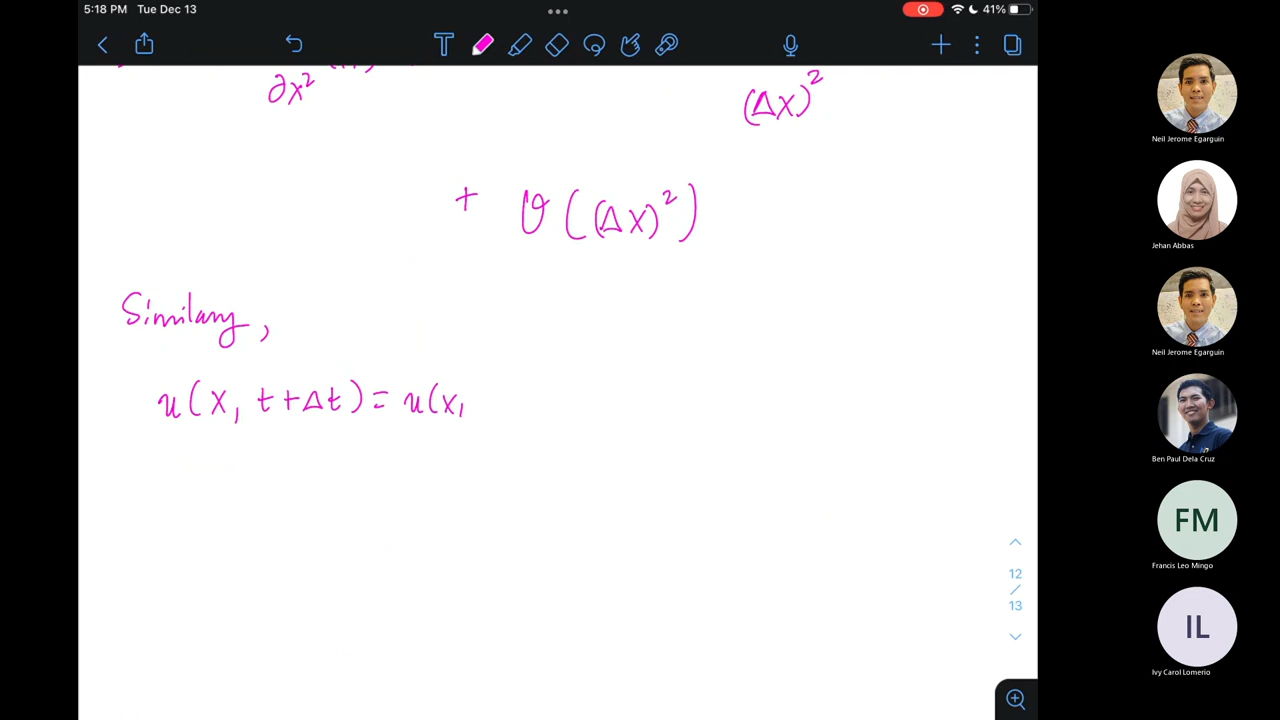 5:18 PM Tue Dec 13
41%
∂x²
(Δx)²
+ O((Δx)²)
Similary,
u(x, t+Δt) = u(x,
12
/
13
Neil Jerome Egarguin
Jehan Abbas
Neil Jerome Egarguin
Ben Paul Dela Cruz
FM
Francis Leo Mingo
IL
Ivy Carol Lomerio